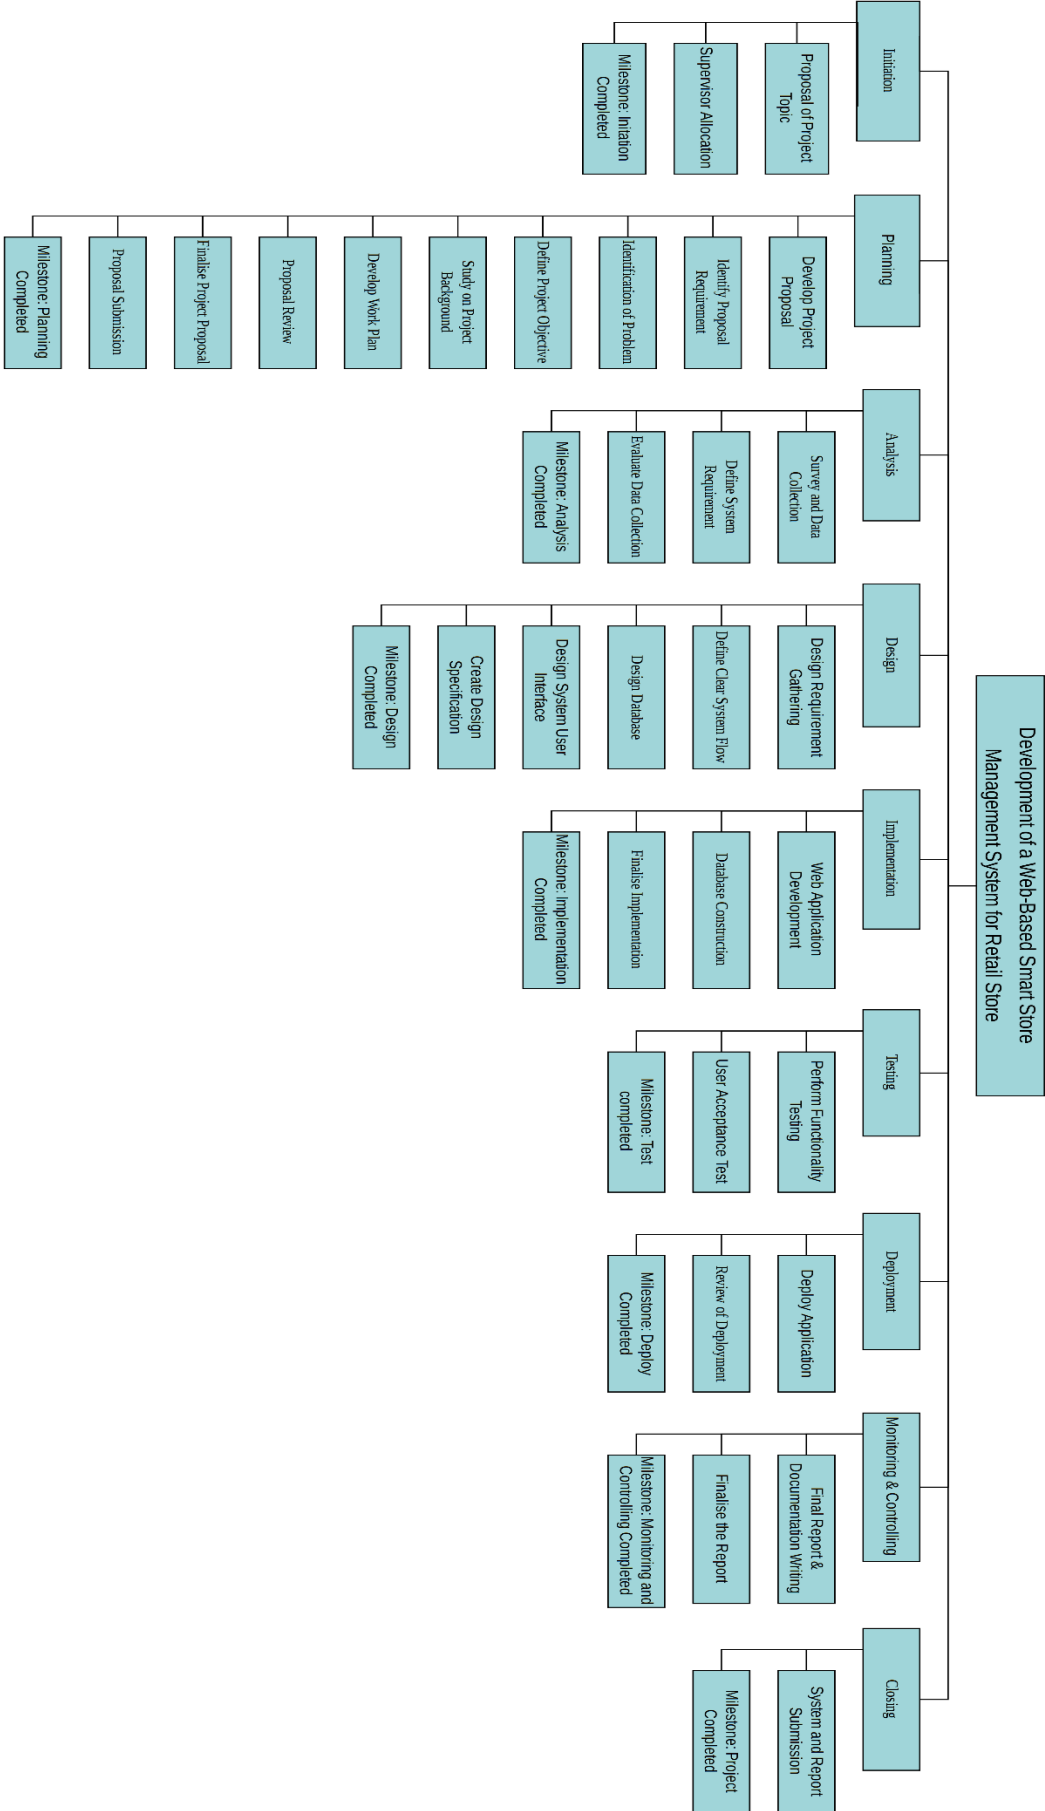 Development of a Web-Based Smart Store
Management System for Retail Store
Initiation
Proposal of Project
Topic
Supervisor Allocation
Milestone: Initation
Completed
Planning
Develop Project
Proposal
Identify Proposal
Requirement
Identification of Problem
Define Project Objective
Study on Project
Background
Develop Work Plan
Proposal Review
Finalise Project Proposal
Proposal Submission
Milestone: Planning
Completed
Analysis
Survey and Data
Collection
Define System
Requirement
Evaluate Data Collection
Milestone: Analysis
Completed
Design
Design Requirement
Gathering
Define Clear System Flow
Design Database
Design System User
Interface
Create Design
Specification
Milestone: Design
Completed
Implementation
Web Application
Development
Database Construction
Finalise Implementation
Milestone: Implementation
Completed
Testing
Perform Functionality
Testing
User Acceptance Test
Milestone: Test
completed
Deployment
Deploy Application
Review of Deployment
Milestone: Deploy
Completed
Monitoring & Controlling
Final Report &
Documentation Writing
Finalise the Report
Milestone: Monitoring and
Controlling Completed
Closing
System and Report
Submission
Milestone: Project
Completed